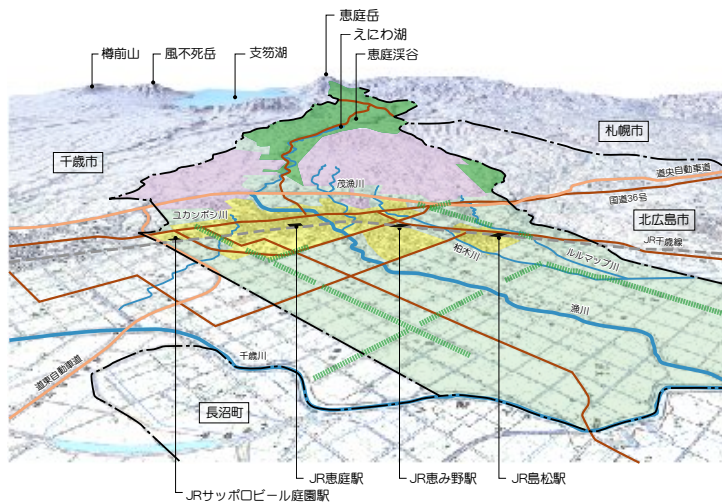 恵庭岳
えにわ湖
樽前山
風不死岳
支笏湖
恵庭渓谷
札幌市
千歳市
道央自動車道
茂漁川
国道36号
ユカンボシ川
北広島市
JR千歳線
柏木川
ルルマップ川
漁川
千歳川
道東自動車道
長沼町
JR恵庭駅
JR恵み野駅
JR島松駅
JRサッポロビール庭園駅